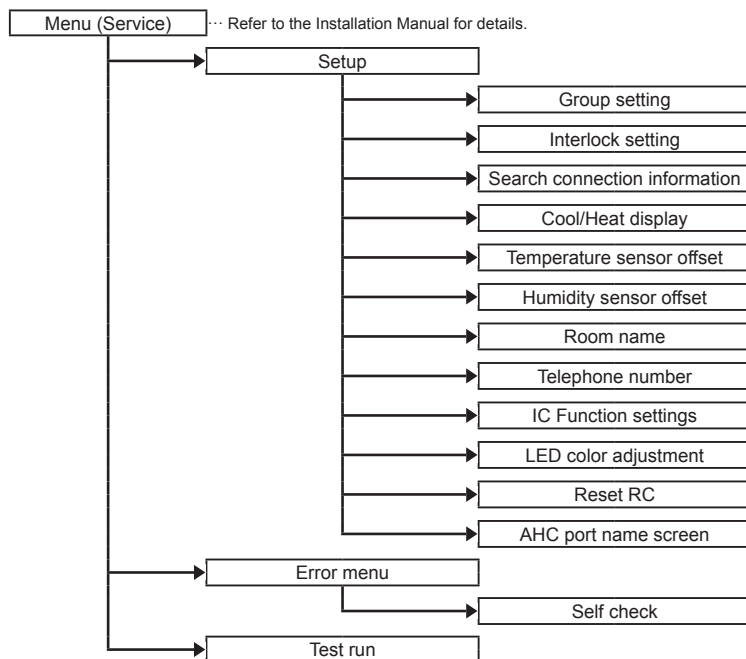 Menu (Service) ··· Refer to the Installation Manual for details.
Setup
Group setting
Interlock setting
Search connection information
Cool/Heat display
Temperature sensor offset
Humidity sensor offset
Room name
Telephone number
IC Function settings
LED color adjustment
Reset RC
AHC port name screen
Error menu
Self check
Test run